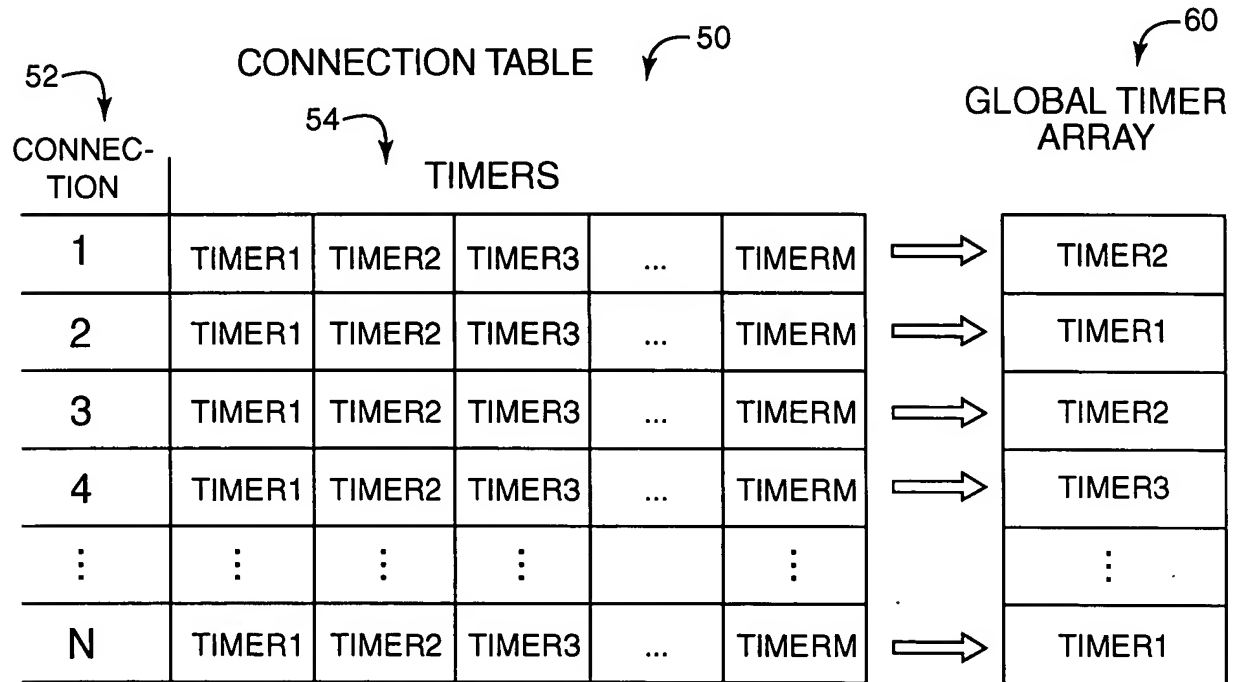 60
50
CONNECTION TABLE
52
GLOBAL TIMER
ARRAY
54
CONNEC-
TION
TIMERS
1 TIMER1 TIMER2 TIMER3 ... TIMERM TIMER2
2 TIMER1 TIMER2 TIMER3 ... TIMERM TIMER1
3 TIMER1 TIMER2 TIMER3 ... TIMERM TIMER2
4 TIMER1 TIMER2 TIMER3 ... TIMERM TIMER3
⋮ ⋮ ⋮ ⋮ ⋮ ⋮
N TIMER1 TIMER2 TIMER3 ... TIMERM TIMER1